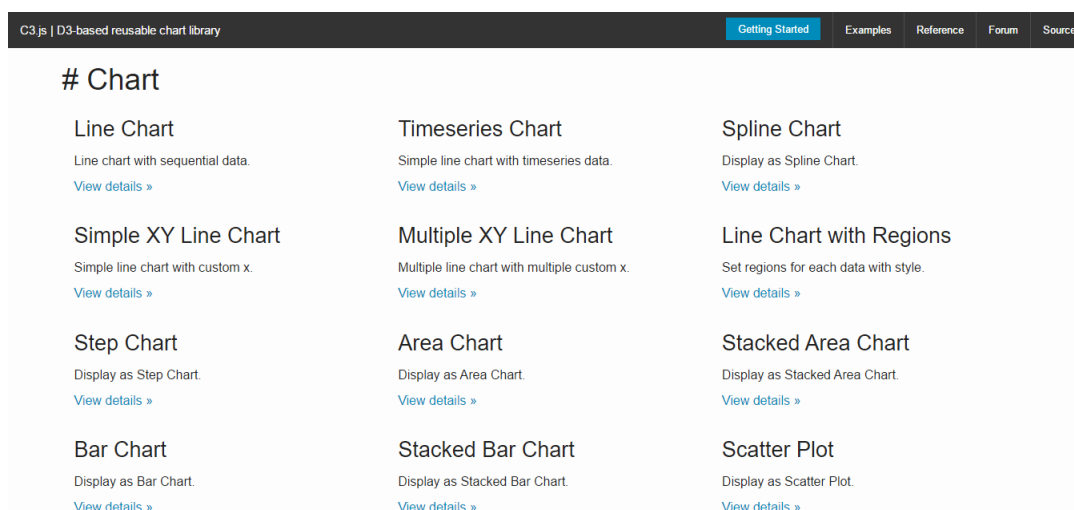 C3.js | D3-based reusable chart library Getting Started Examples Reference Forum Source
# Chart
Line Chart Timeseries Chart Spline Chart
Line chart with sequential data. Simple line chart with timeseries data. Display as Spline Chart.
View details » View details » View details »
Simple XY Line Chart Multiple XY Line Chart Line Chart with Regions
Simple line chart with custom x. Multiple line chart with multiple custom x. Set regions for each data with style.
View details » View details » View details »
Step Chart Area Chart Stacked Area Chart
Display as Step Chart. Display as Area Chart. Display as Stacked Area Chart.
View details » View details » View details »
Bar Chart Stacked Bar Chart Scatter Plot
Display as Bar Chart. Display as Stacked Bar Chart. Display as Scatter Plot.
View details » View details » View details »